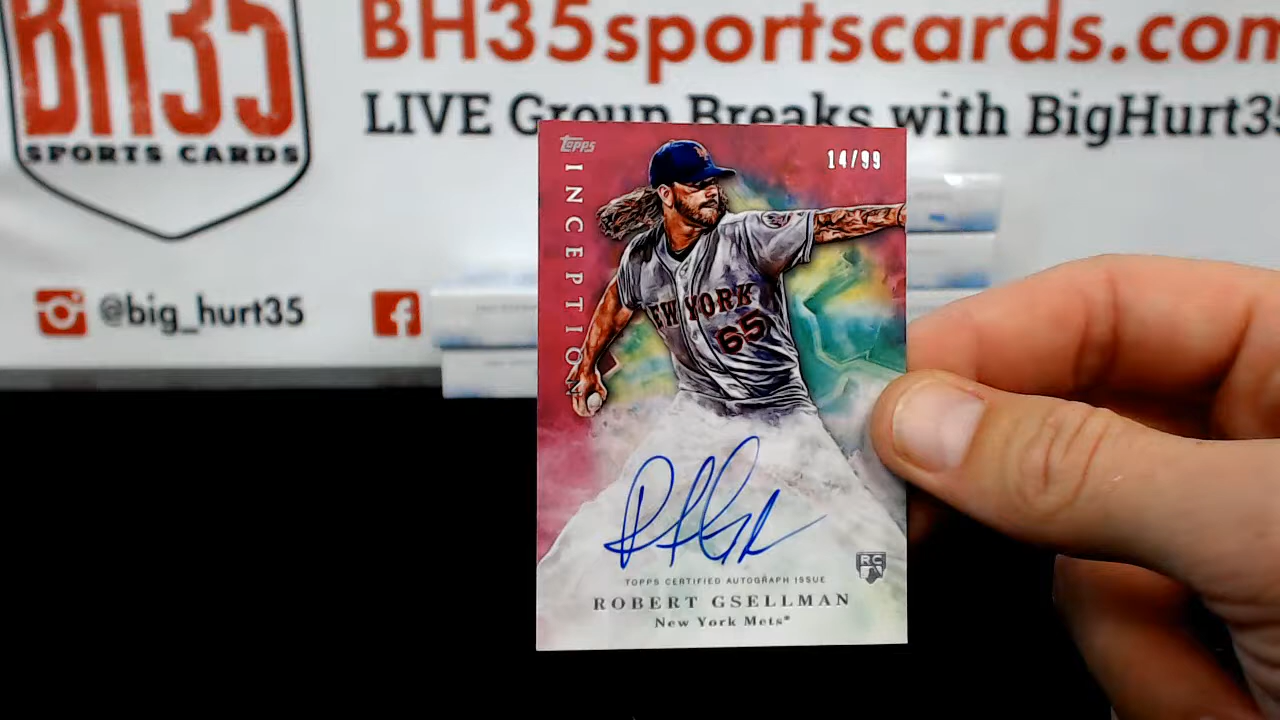 BH35
SPORTS CARDS
BH35sportscards.com
LIVE Group Breaks with BigHurt35
@big_hurt35
Topps
INCEPTION
14/99
NEW YORK
65
TOPPS CERTIFIED AUTOGRAPH ISSUE
RC
ROBERT GSELLMAN
New York Mets*